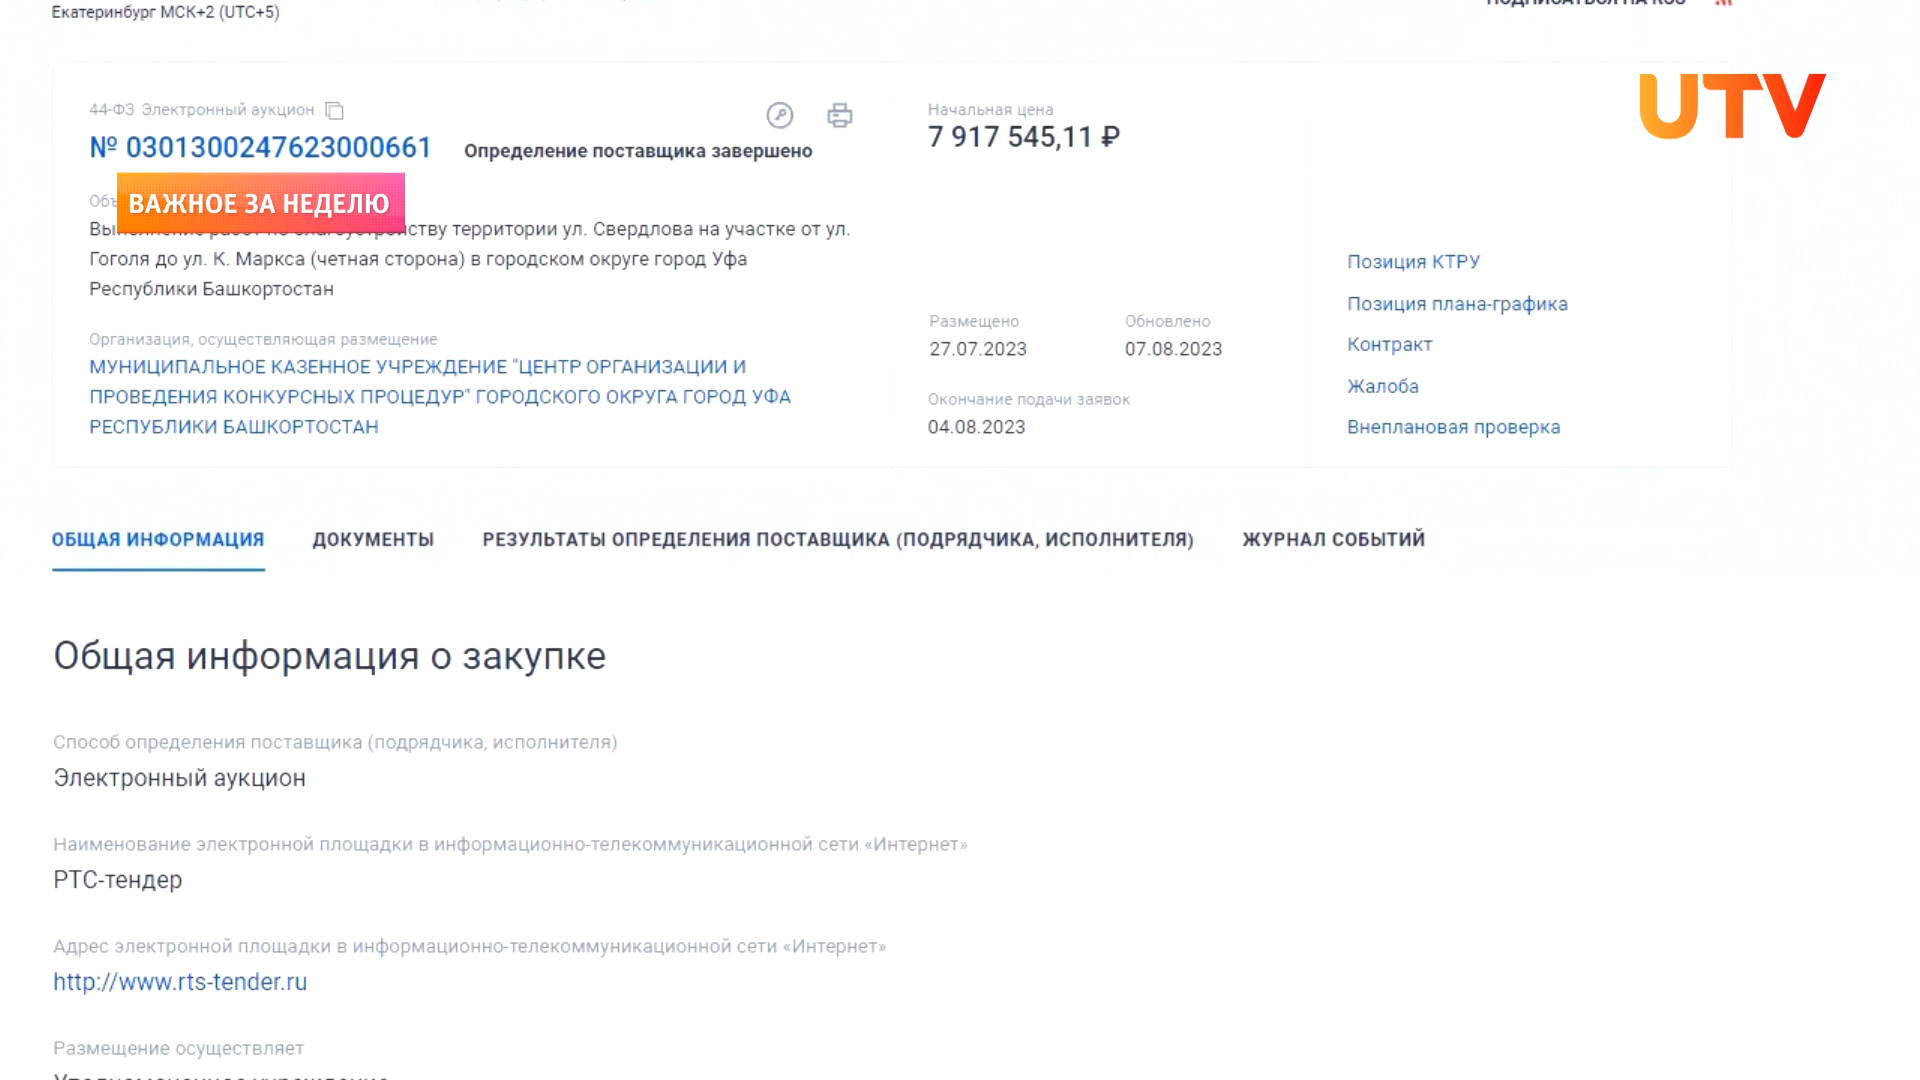 Екатеринбург МСК+2 (UTC+5)
ПОДПИСАТЬСЯ НА RSS
UTV
44-ФЗ Электронный аукцион
№ 0301300247623000661
Определение поставщика завершено
Начальная цена
7 917 545,11 ₽
ВАЖНОЕ ЗА НЕДЕЛЮ
территории ул. Свердлова на участке от ул.
Гоголя до ул. К. Маркса (четная сторона) в городском округе город Уфа
Республики Башкортостан
Организация, осуществляющая размещение
МУНИЦИПАЛЬНОЕ КАЗЕННОЕ УЧРЕЖДЕНИЕ "ЦЕНТР ОРГАНИЗАЦИИ И
ПРОВЕДЕНИЯ КОНКУРСНЫХ ПРОЦЕДУР" ГОРОДСКОГО ОКРУГА ГОРОД УФА
РЕСПУБЛИКИ БАШКОРТОСТАН
Размещено
27.07.2023
Обновлено
07.08.2023
Окончание подачи заявок
04.08.2023
Позиция КТРУ
Позиция плана-графика
Контракт
Жалоба
Внеплановая проверка
ОБЩАЯ ИНФОРМАЦИЯ
ДОКУМЕНТЫ
РЕЗУЛЬТАТЫ ОПРЕДЕЛЕНИЯ ПОСТАВЩИКА (ПОДРЯДЧИКА, ИСПОЛНИТЕЛЯ)
ЖУРНАЛ СОБЫТИЙ
Общая информация о закупке
Способ определения поставщика (подрядчика, исполнителя)
Электронный аукцион
Наименование электронной площадки в информационно-телекоммуникационной сети «Интернет»
РТС-тендер
Адрес электронной площадки в информационно-телекоммуникационной сети «Интернет»
http://www.rts-tender.ru
Размещение осуществляет
Уполномоченное учреждение